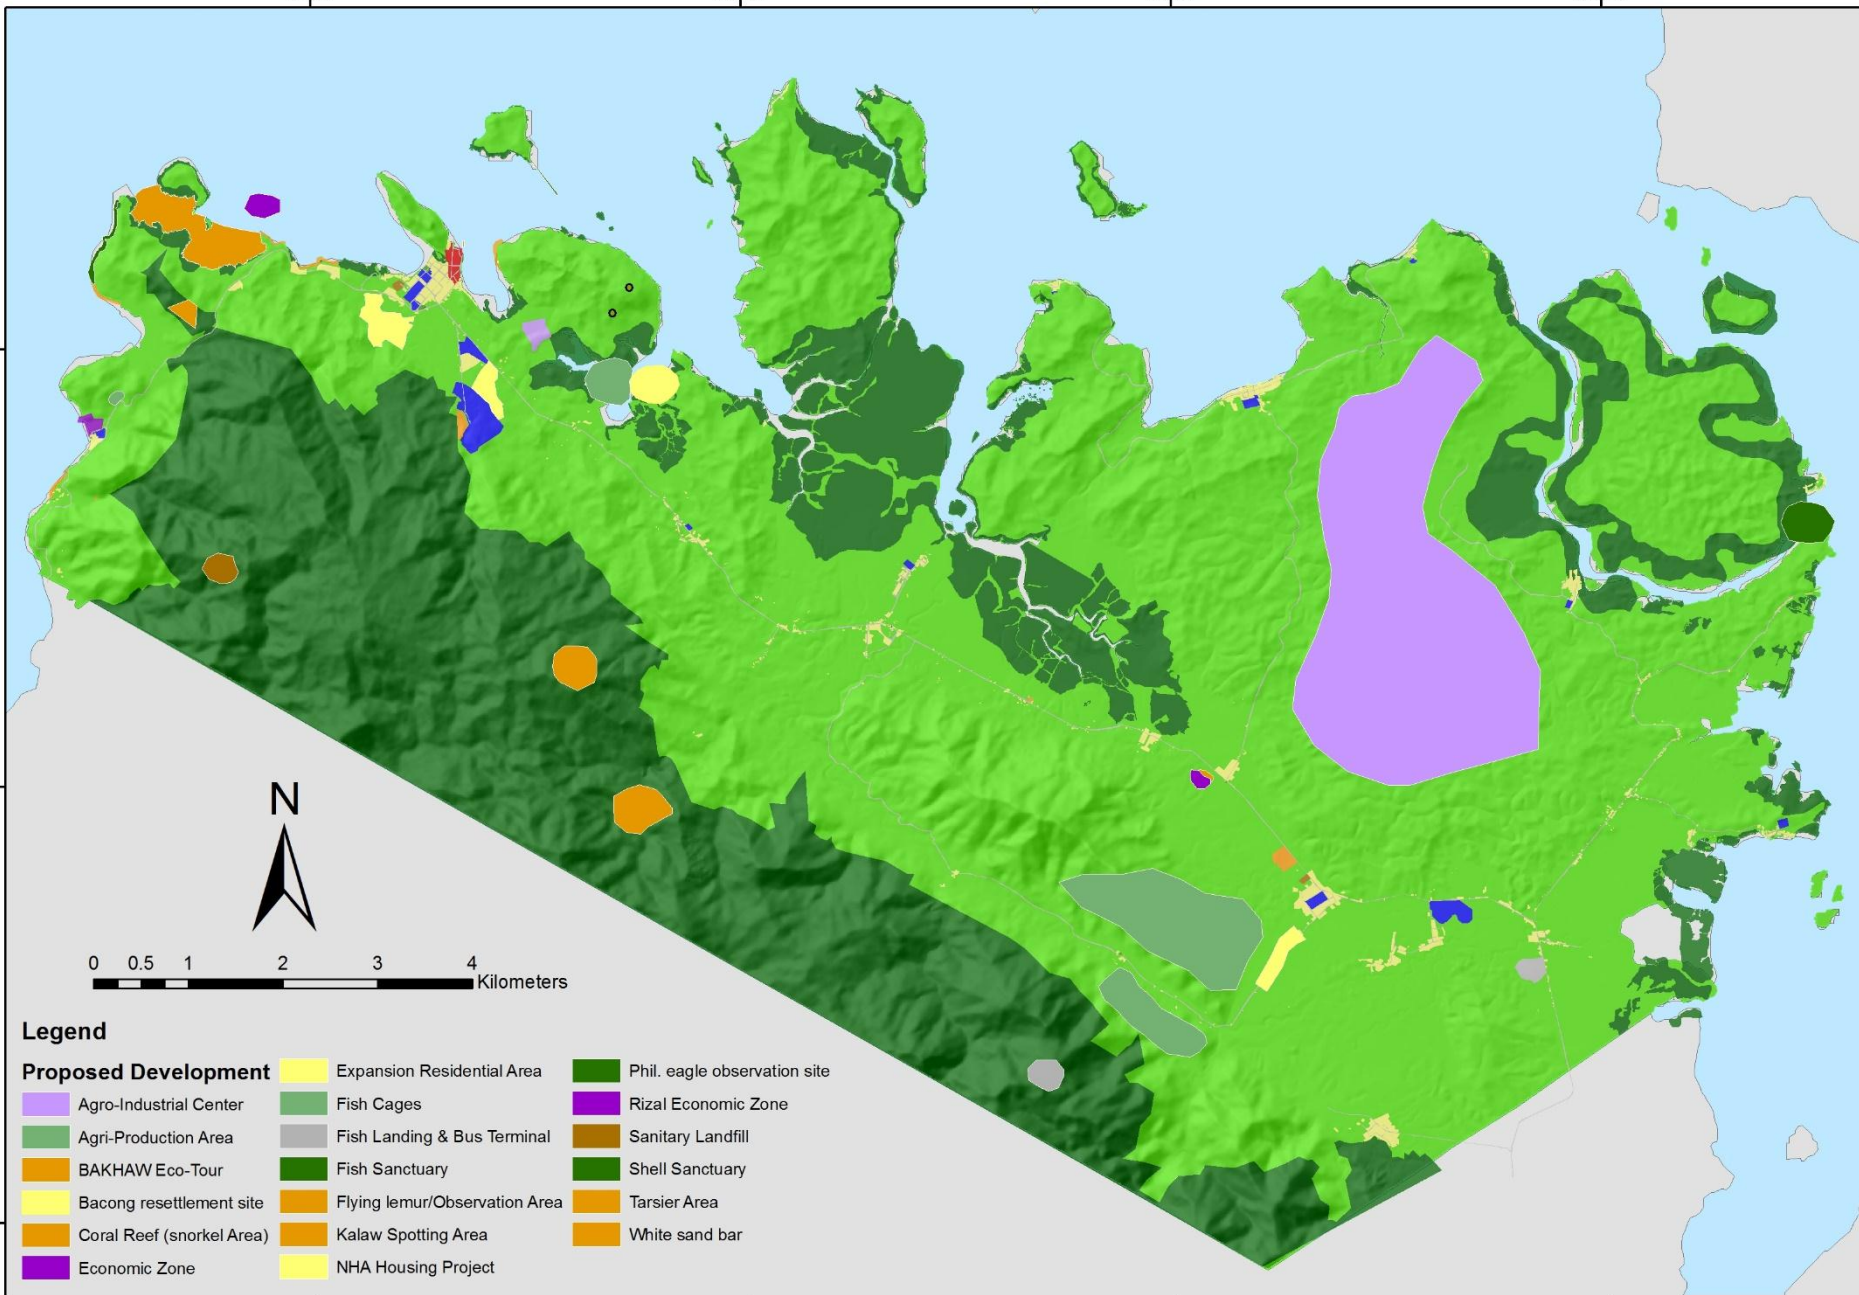 N
0 0.5 1 2 3 4
Kilometers
Legend
Proposed Development
Agro-Industrial Center
Agri-Production Area
BAKHAW Eco-Tour
Bacong resettlement site
Coral Reef (snorkel Area)
Economic Zone
Expansion Residential Area
Fish Cages
Fish Landing & Bus Terminal
Fish Sanctuary
Flying lemur/Observation Area
Kalaw Spotting Area
NHA Housing Project
Phil. eagle observation site
Rizal Economic Zone
Sanitary Landfill
Shell Sanctuary
Tarsier Area
White sand bar